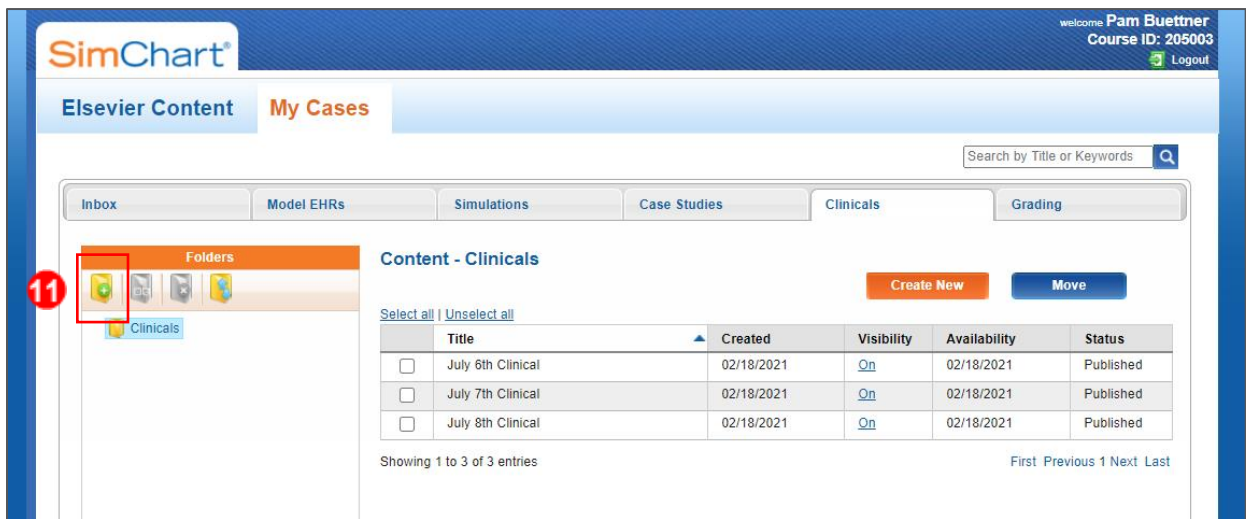 welcome Pam Buettner
Course ID: 205003
Logout
SimChart®
Elsevier Content My Cases
Search by Title or Keywords
Inbox Model EHRs Simulations Case Studies Clinicals Grading
Folders
11
Clinicals
Content - Clinicals
Create New Move
Select all | Unselect all
Title Created Visibility Availability Status
July 6th Clinical 02/18/2021 On 02/18/2021 Published
July 7th Clinical 02/18/2021 On 02/18/2021 Published
July 8th Clinical 02/18/2021 On 02/18/2021 Published
Showing 1 to 3 of 3 entries First Previous 1 Next Last